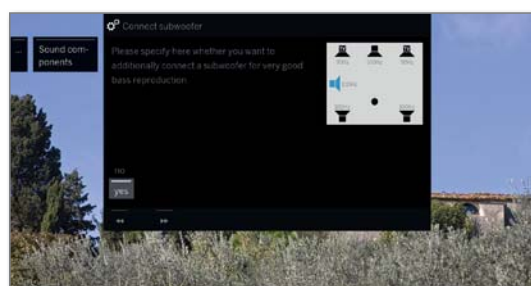 Connect subwoofer
...
Sound com-
ponents
Please specify here whether you want to
additionally connect a subwoofer for very good
bass reproduction
no
yes